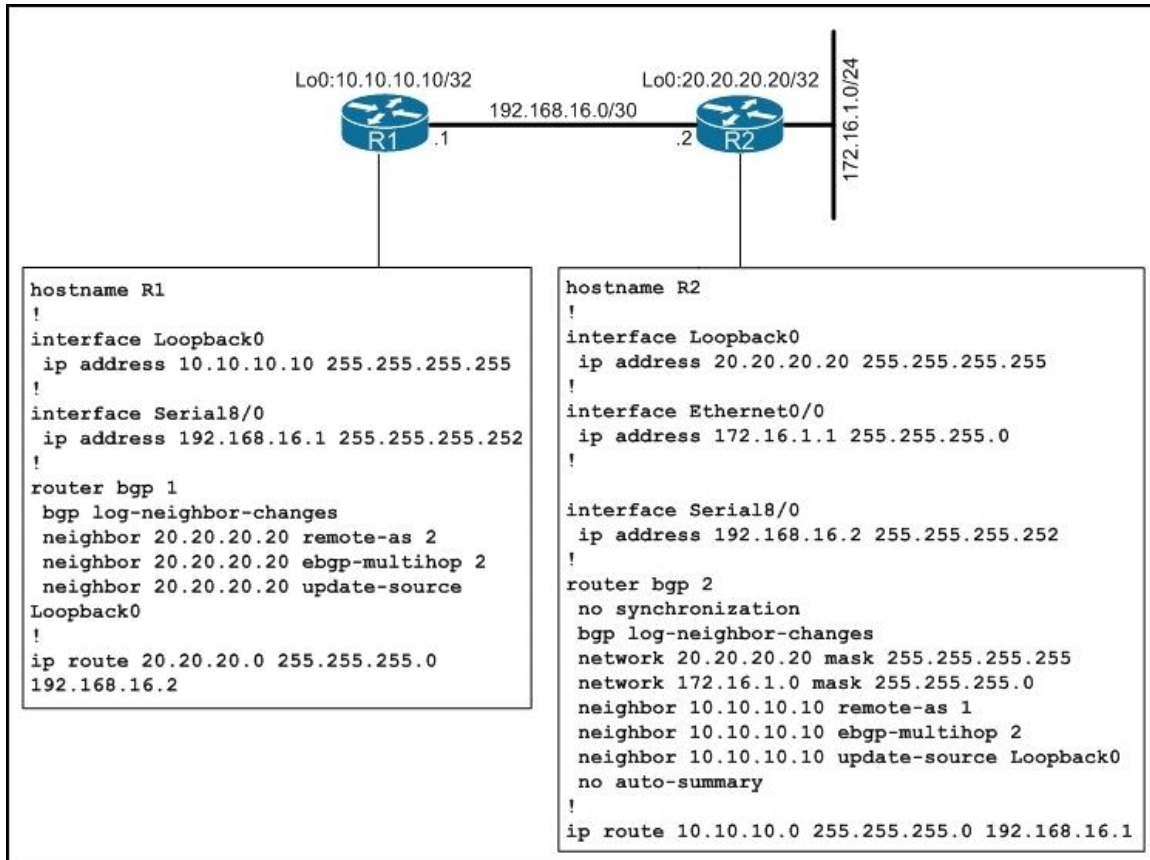 Lo0:10.10.10.10/32
Lo0:20.20.20.20/32
192.168.16.0/30
172.16.1.0/24
R1
.1
.2
R2
hostname R1
!
interface Loopback0
ip address 10.10.10.10 255.255.255.255
!
interface Serial8/0
ip address 192.168.16.1 255.255.255.252
!
router bgp 1
bgp log-neighbor-changes
neighbor 20.20.20.20 remote-as 2
neighbor 20.20.20.20 ebgp-multihop 2
neighbor 20.20.20.20 update-source
Loopback0
!
ip route 20.20.20.0 255.255.255.0
192.168.16.2
hostname R2
!
interface Loopback0
ip address 20.20.20.20 255.255.255.255
!
interface Ethernet0/0
ip address 172.16.1.1 255.255.255.0
!
interface Serial8/0
ip address 192.168.16.2 255.255.255.252
!
router bgp 2
no synchronization
bgp log-neighbor-changes
network 20.20.20.20 mask 255.255.255.255
network 172.16.1.0 mask 255.255.255.0
neighbor 10.10.10.10 remote-as 1
neighbor 10.10.10.10 ebgp-multihop 2
neighbor 10.10.10.10 update-source Loopback0
no auto-summary
!
ip route 10.10.10.0 255.255.255.0 192.168.16.1